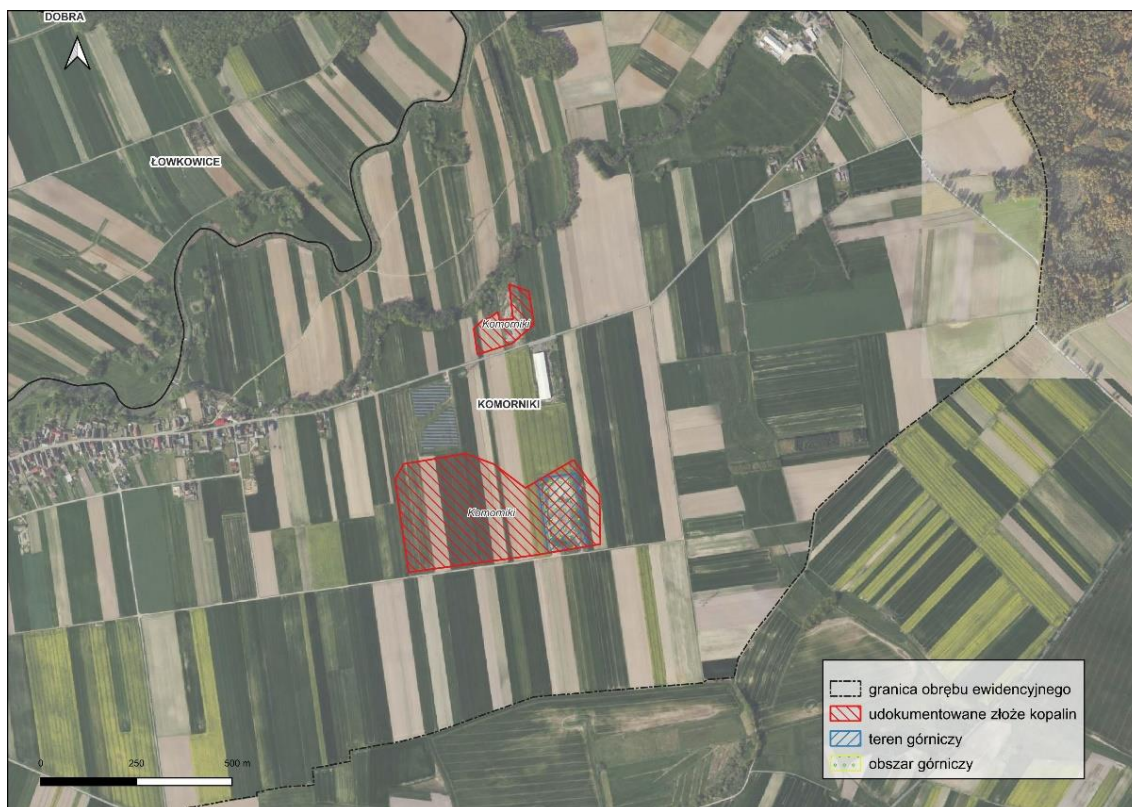 DOBRA
ŁOWKOWICE
Komorniki
KOMORNIKI
Komorniki
granica obrębu ewidencyjnego
udokumentowane złoże kopalin
teren górniczy
obszar górniczy
0 250 500 m